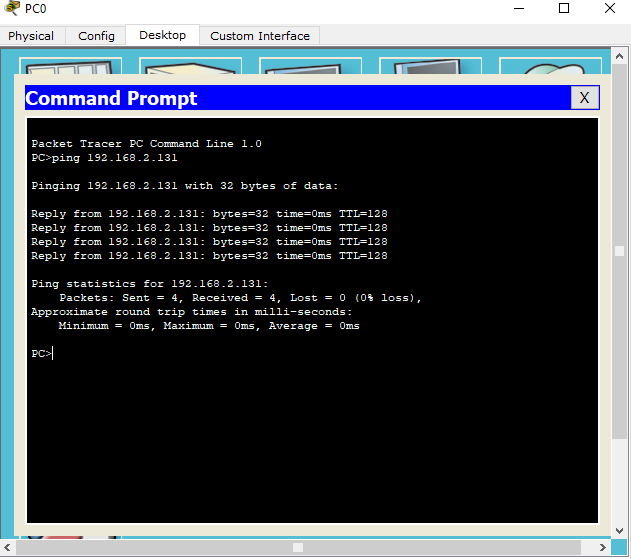 PC0
Physical Config Desktop Custom Interface
Command Prompt X
Packet Tracer PC Command Line 1.0
PC>ping 192.168.2.131
Pinging 192.168.2.131 with 32 bytes of data:
Reply from 192.168.2.131: bytes=32 time=0ms TTL=128
Reply from 192.168.2.131: bytes=32 time=0ms TTL=128
Reply from 192.168.2.131: bytes=32 time=0ms TTL=128
Reply from 192.168.2.131: bytes=32 time=0ms TTL=128
Ping statistics for 192.168.2.131:
    Packets: Sent = 4, Received = 4, Lost = 0 (0% loss),
Approximate round trip times in milli-seconds:
    Minimum = 0ms, Maximum = 0ms, Average = 0ms
PC>